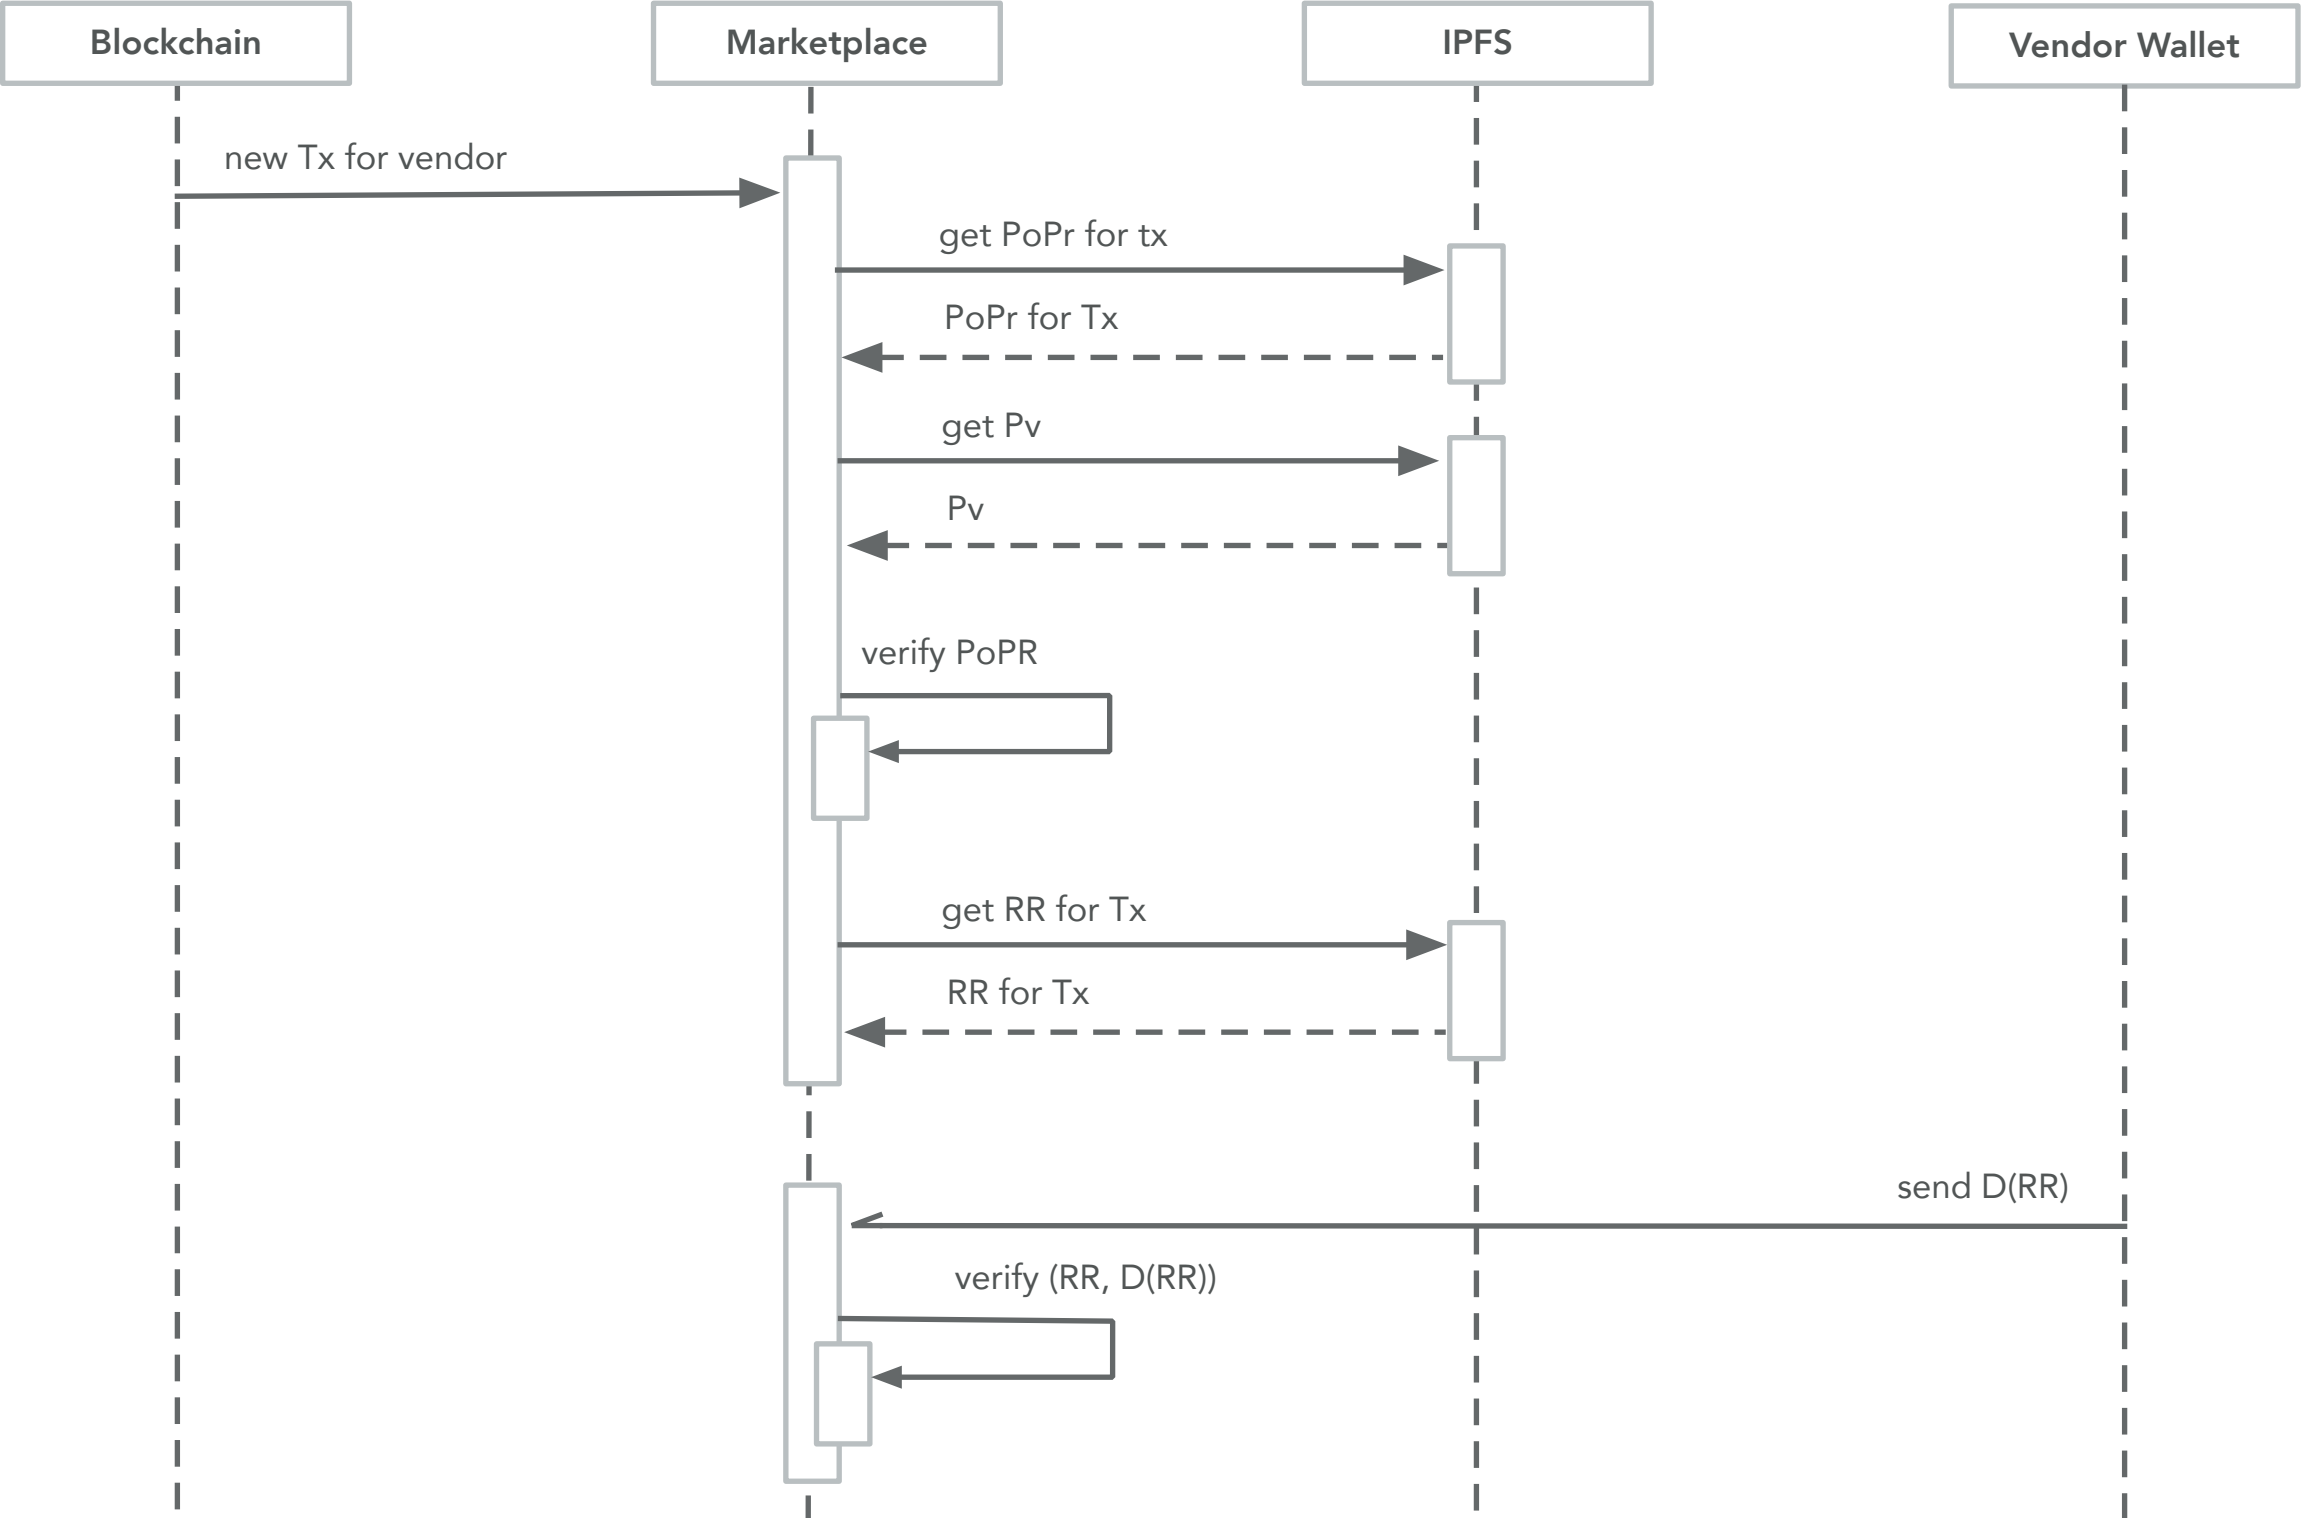 Blockchain
Marketplace
IPFS
Vendor Wallet
new Tx for vendor
get PoPr for tx
PoPr for Tx
get Pv
Pv
verify PoPR
get RR for Tx
RR for Tx
send D(RR)
verify (RR, D(RR))